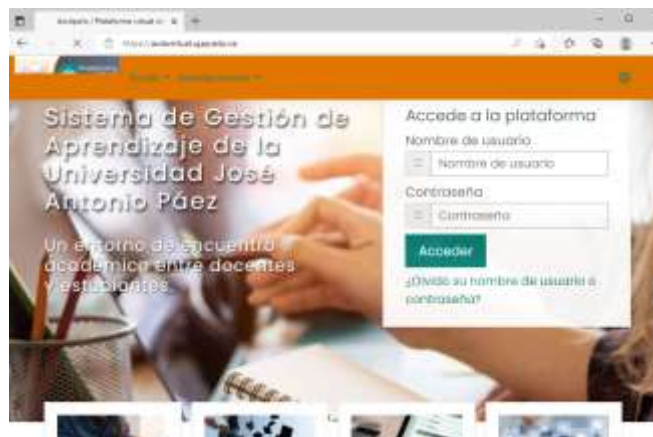 Sistema de Gestión de
Aprendizaje de la
Universidad José
Antonio Páez
Un entorno de encuentro
académico entre docentes
y estudiantes
Accede a la plataforma
Nombre de usuario
Nombre de usuario
Contraseña
Contraseña
Acceder
¿Olvidó su nombre de usuario o
contraseña?